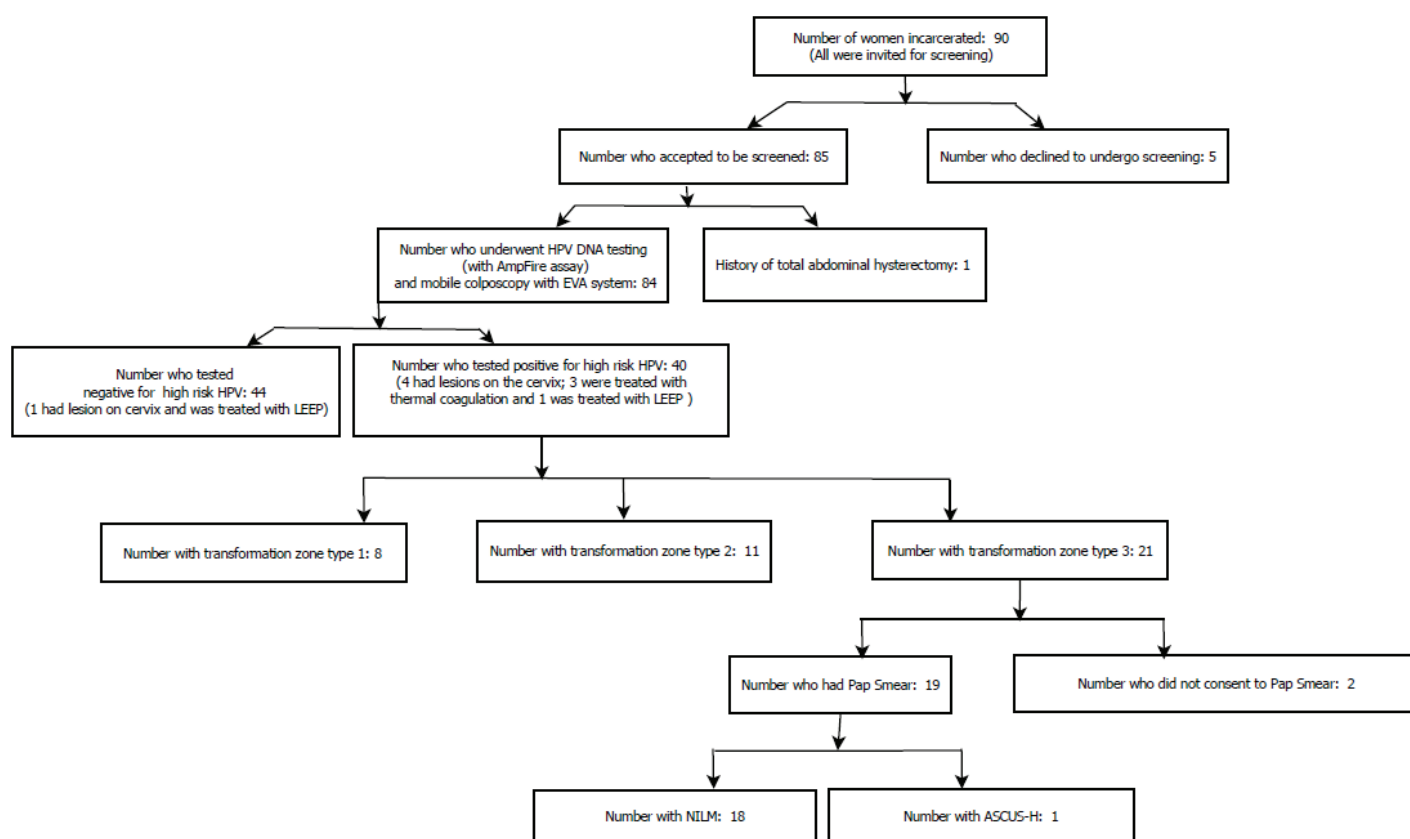 Number of women incarcerated: 90
(All were invited for screening)
Number who accepted to be screened: 85
Number who declined to undergo screening: 5
Number who underwent HPV DNA testing
(with AmpFire assay)
and mobile colposcopy with EVA system: 84
History of total abdominal hysterectomy: 1
Number who tested
negative for high risk HPV: 44
(1 had lesion on cervix and was treated with LEEP)
Number who tested positive for high risk HPV: 40
(4 had lesions on the cervix; 3 were treated with
thermal coagulation and 1 was treated with LEEP )
Number with transformation zone type 1: 8
Number with transformation zone type 2: 11
Number with transformation zone type 3: 21
Number who had Pap Smear: 19
Number who did not consent to Pap Smear: 2
Number with NILM: 18
Number with ASCUS-H: 1